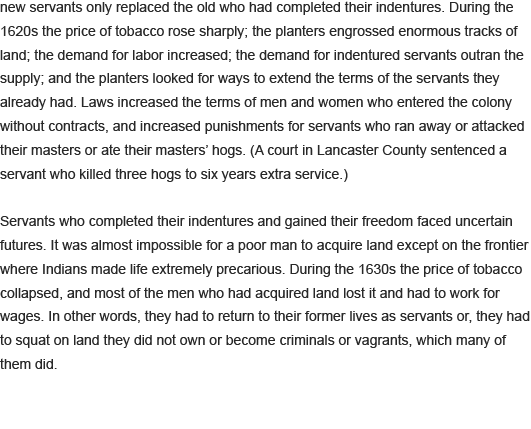 new servants only replaced the old who had completed their indentures. During the
1620s the price of tobacco rose sharply; the planters engrossed enormous tracks of
land; the demand for labor increased; the demand for indentured servants outran the
supply; and the planters looked for ways to extend the terms of the servants they
already had. Laws increased the terms of men and women who entered the colony
without contracts, and increased punishments for servants who ran away or attacked
their masters or ate their masters’ hogs. (A court in Lancaster County sentenced a
servant who killed three hogs to six years extra service.)

Servants who completed their indentures and gained their freedom faced uncertain
futures. It was almost impossible for a poor man to acquire land except on the frontier
where Indians made life extremely precarious. During the 1630s the price of tobacco
collapsed, and most of the men who had acquired land lost it and had to work for
wages. In other words, they had to return to their former lives as servants or, they had
to squat on land they did not own or become criminals or vagrants, which many of
them did.